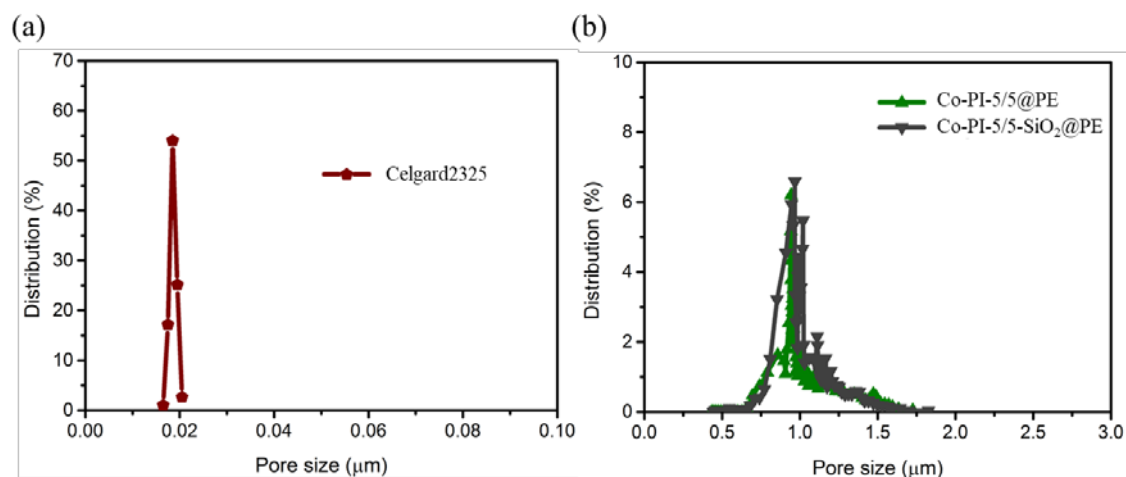 (a)
(b)
70
60
50
40
30
20
10
0
Distribution (%)
Celgard2325
0.00 0.02 0.04 0.06 0.08 0.10
Pore size (μm)
10
8
6
4
2
0
Distribution (%)
Co-PI-5/5@PE
Co-PI-5/5-SiO₂@PE
0.0 0.5 1.0 1.5 2.0 2.5 3.0
Pore size (μm)